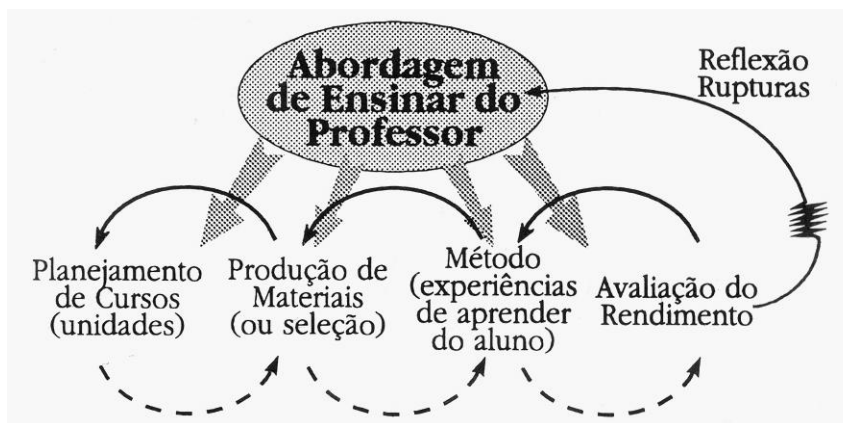 Abordagem
de Ensinar do
Professor
Reflexão
Rupturas
Planejamento
de Cursos
(unidades)
Produção de
Materiais
(ou seleção)
Método
(experiências
de aprender
do aluno)
Avaliação do
Rendimento